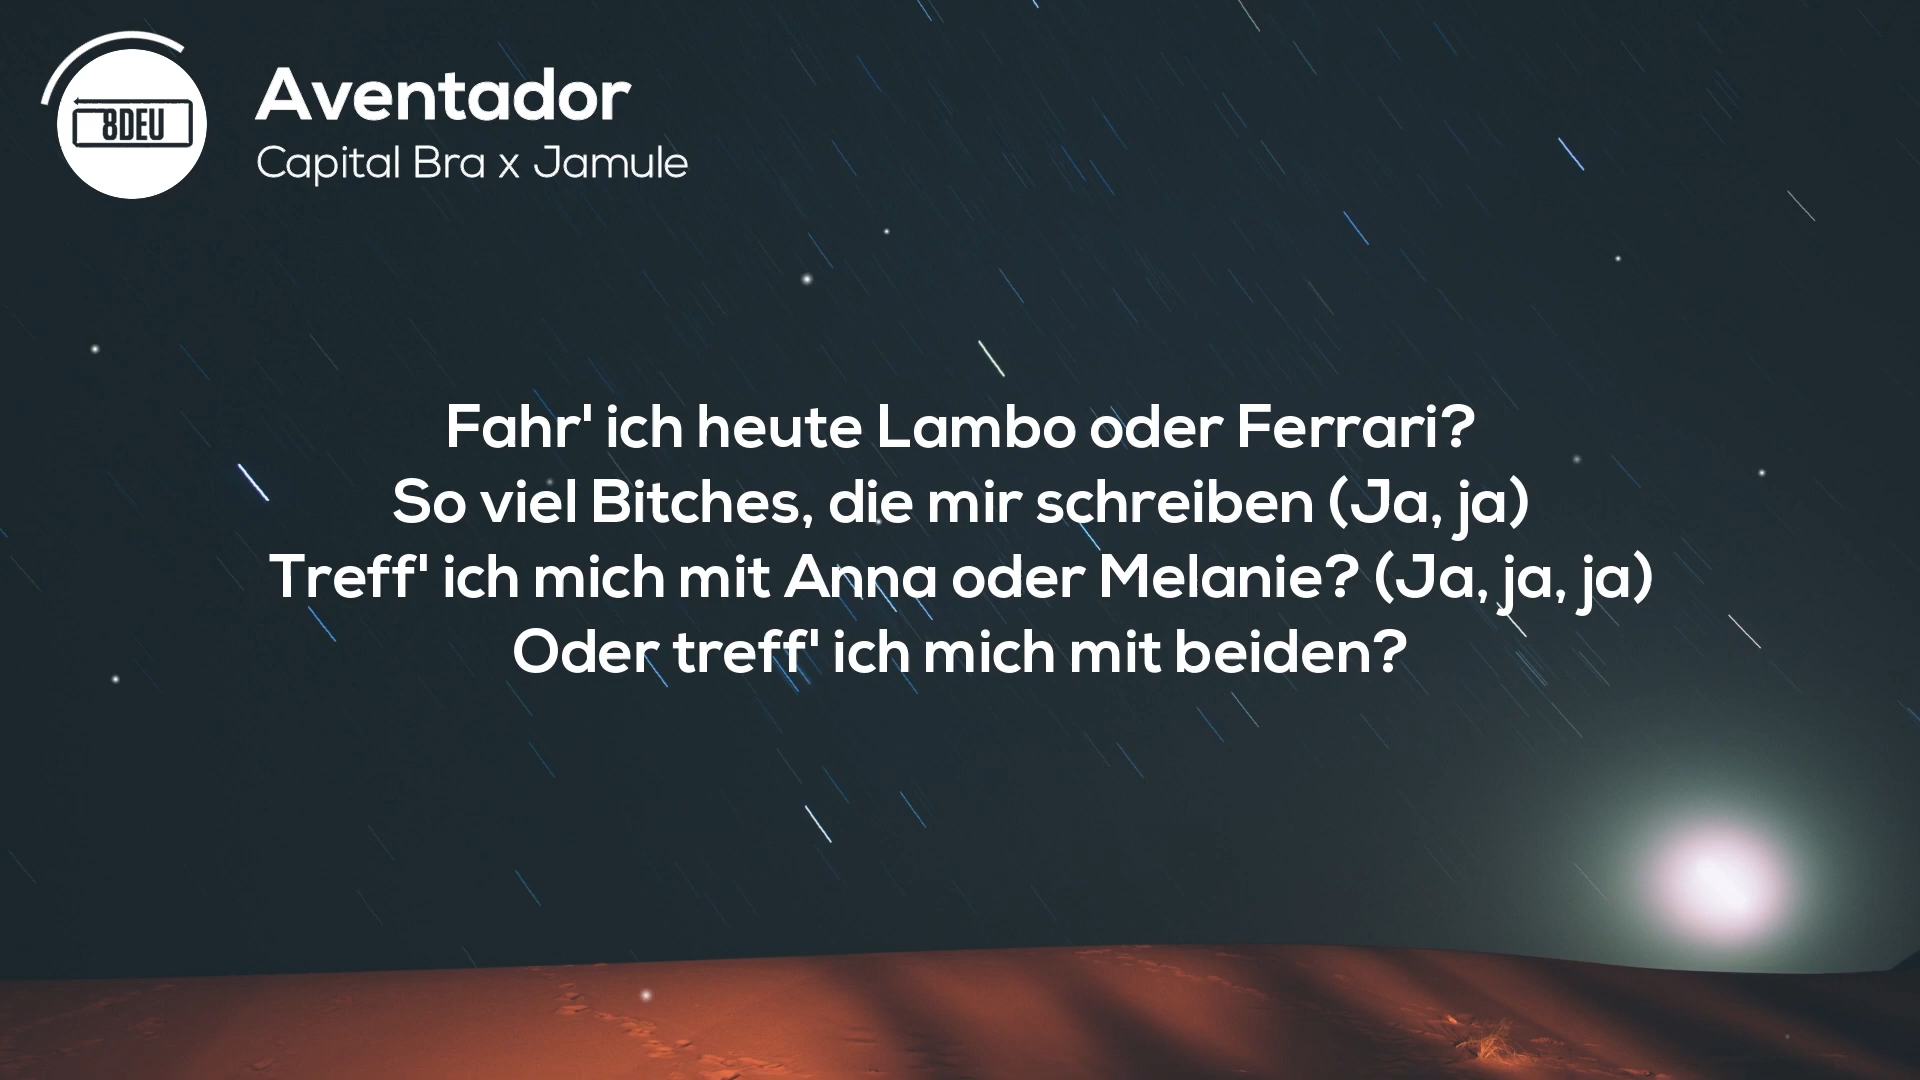 8DEU
Aventador
Capital Bra x Jamule
Fahr' ich heute Lambo oder Ferrari?
So viel Bitches, die mir schreiben (Ja, ja)
Treff' ich mich mit Anna oder Melanie? (Ja, ja, ja)
Oder treff' ich mich mit beiden?